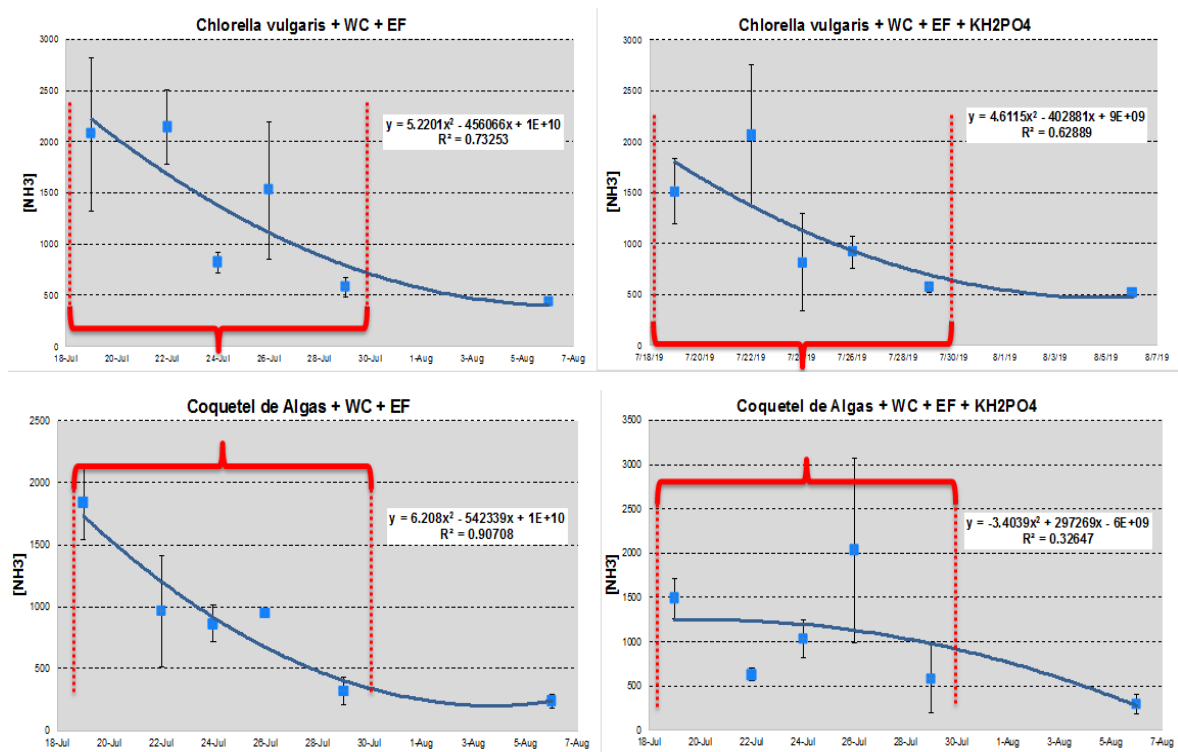 Chlorella vulgaris + WC + EF
3000
2500
2000
1500
1000
500
0
[NH3]
y = 5.2201x² - 456066x + 1E+10
R² = 0.73253
18-Jul 20-Jul 22-Jul 24-Jul 26-Jul 28-Jul 30-Jul 1-Aug 3-Aug 5-Aug 7-Aug
Chlorella vulgaris + WC + EF + KH2PO4
3000
2500
2000
1500
1000
500
0
[NH3]
y = 4.6115x² - 402881x + 9E+09
R² = 0.62889
7/18/19 7/20/19 7/22/19 7/24/19 7/26/19 7/28/19 7/30/19 8/1/19 8/3/19 8/5/19 8/7/19
Coquetel de Algas + WC + EF
2500
2000
1500
1000
500
0
[NH3]
y = 6.208x² - 542339x + 1E+10
R² = 0.90708
18-Jul 20-Jul 22-Jul 24-Jul 26-Jul 28-Jul 30-Jul 1-Aug 3-Aug 5-Aug 7-Aug
Coquetel de Algas + WC + EF + KH2PO4
3500
3000
2500
2000
1500
1000
500
0
[NH3]
y = -3.4039x² + 297269x - 6E+09
R² = 0.32647
18-Jul 20-Jul 22-Jul 24-Jul 26-Jul 28-Jul 30-Jul 1-Aug 3-Aug 5-Aug 7-Aug